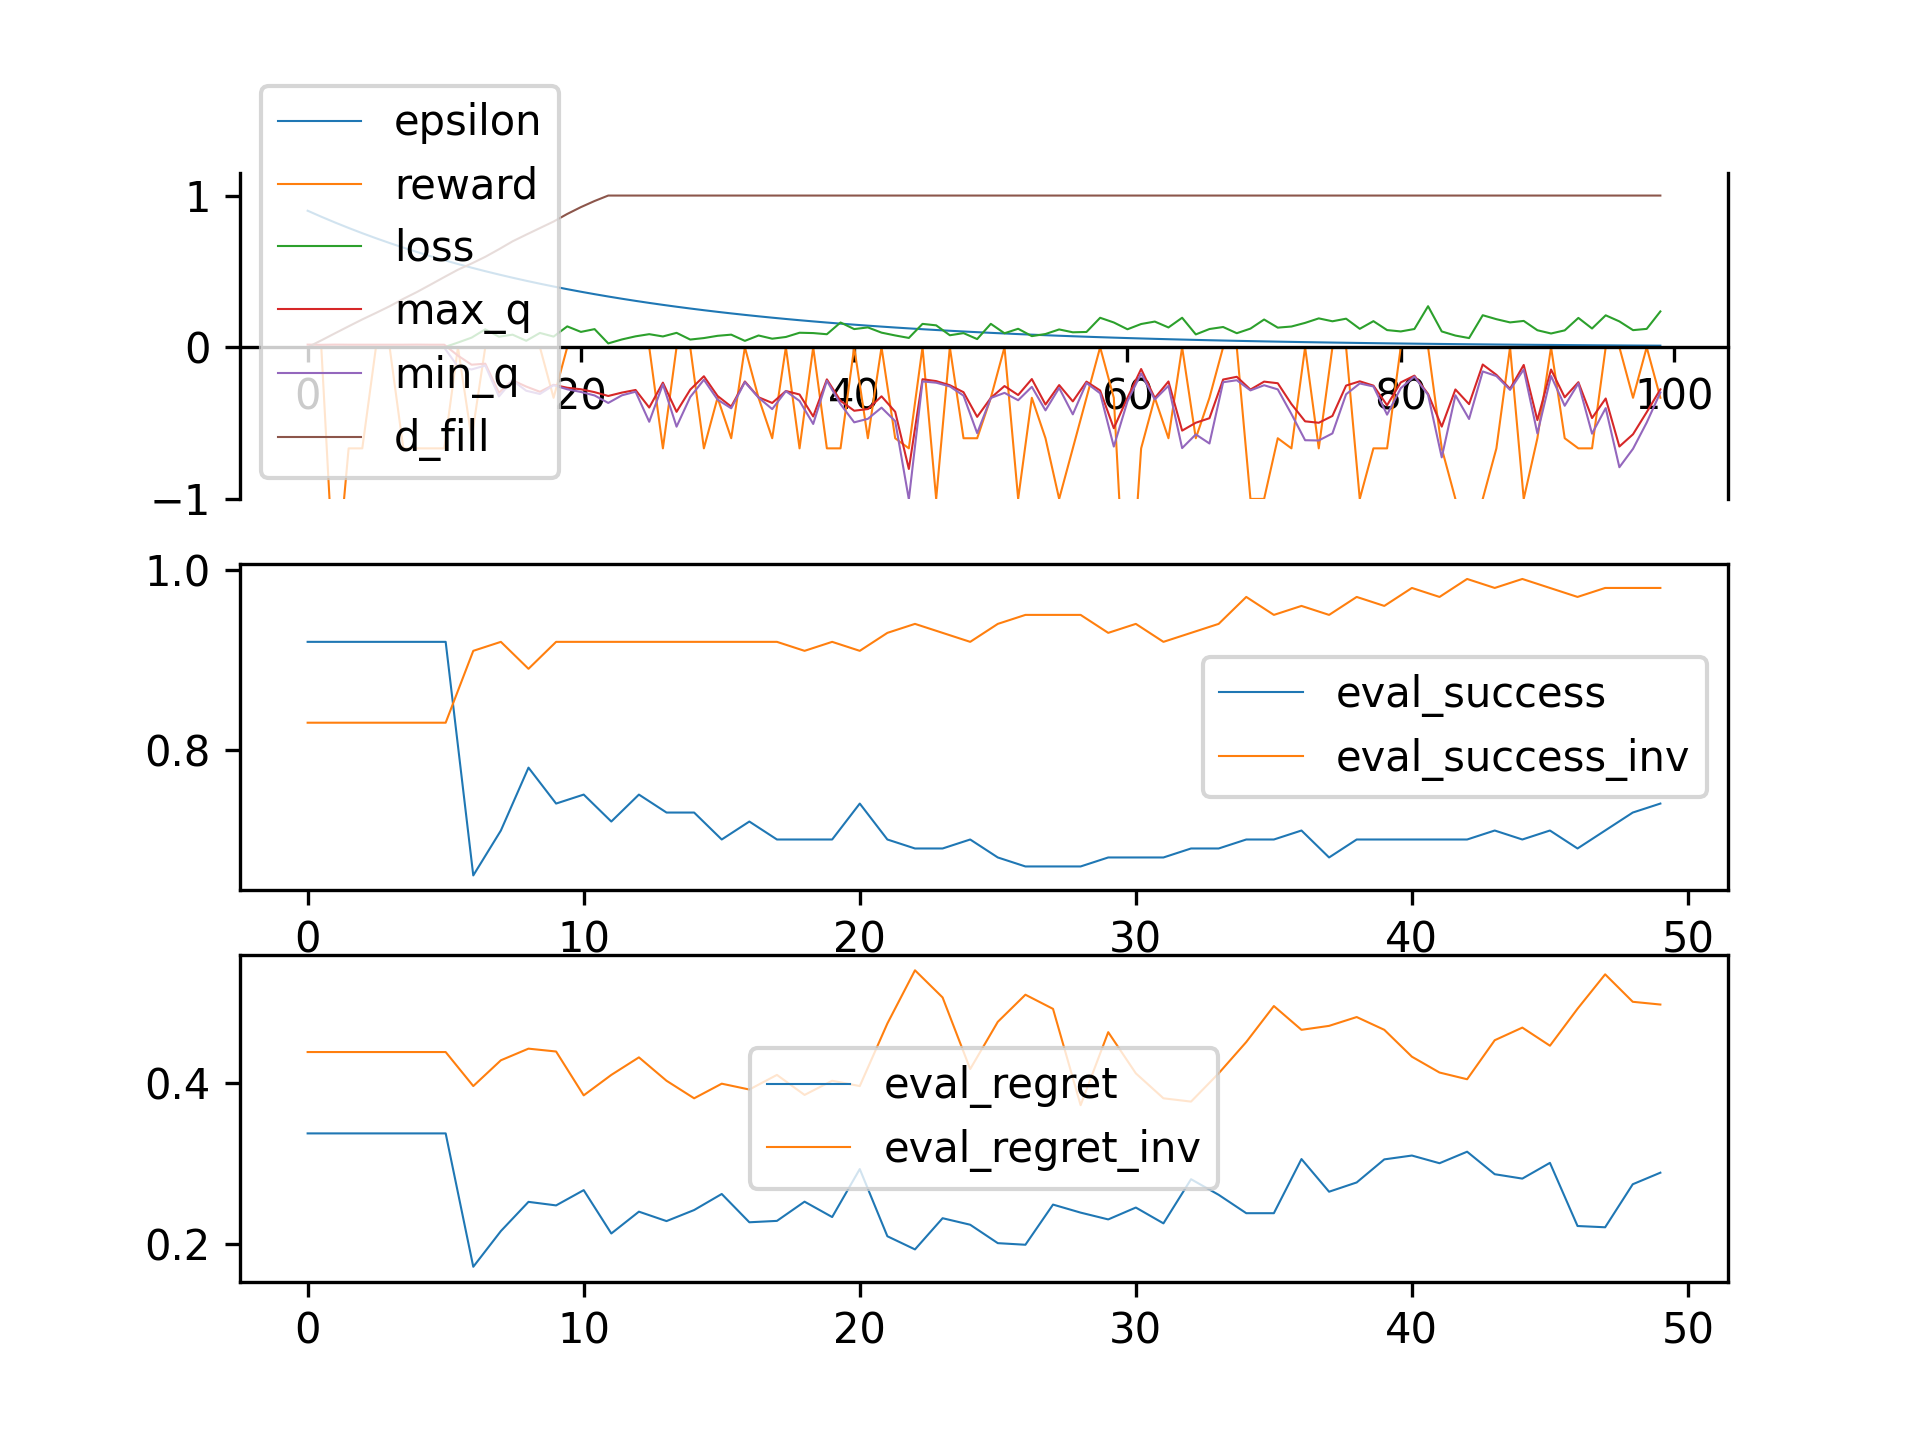 epsilon
reward
loss
max_q
min_q
d_fill
1
0
−1
0 20 40 60 80 100
1.0
0.8
eval_success
eval_success_inv
0 10 20 30 40 50
0.4
0.2
eval_regret
eval_regret_inv
0 10 20 30 40 50